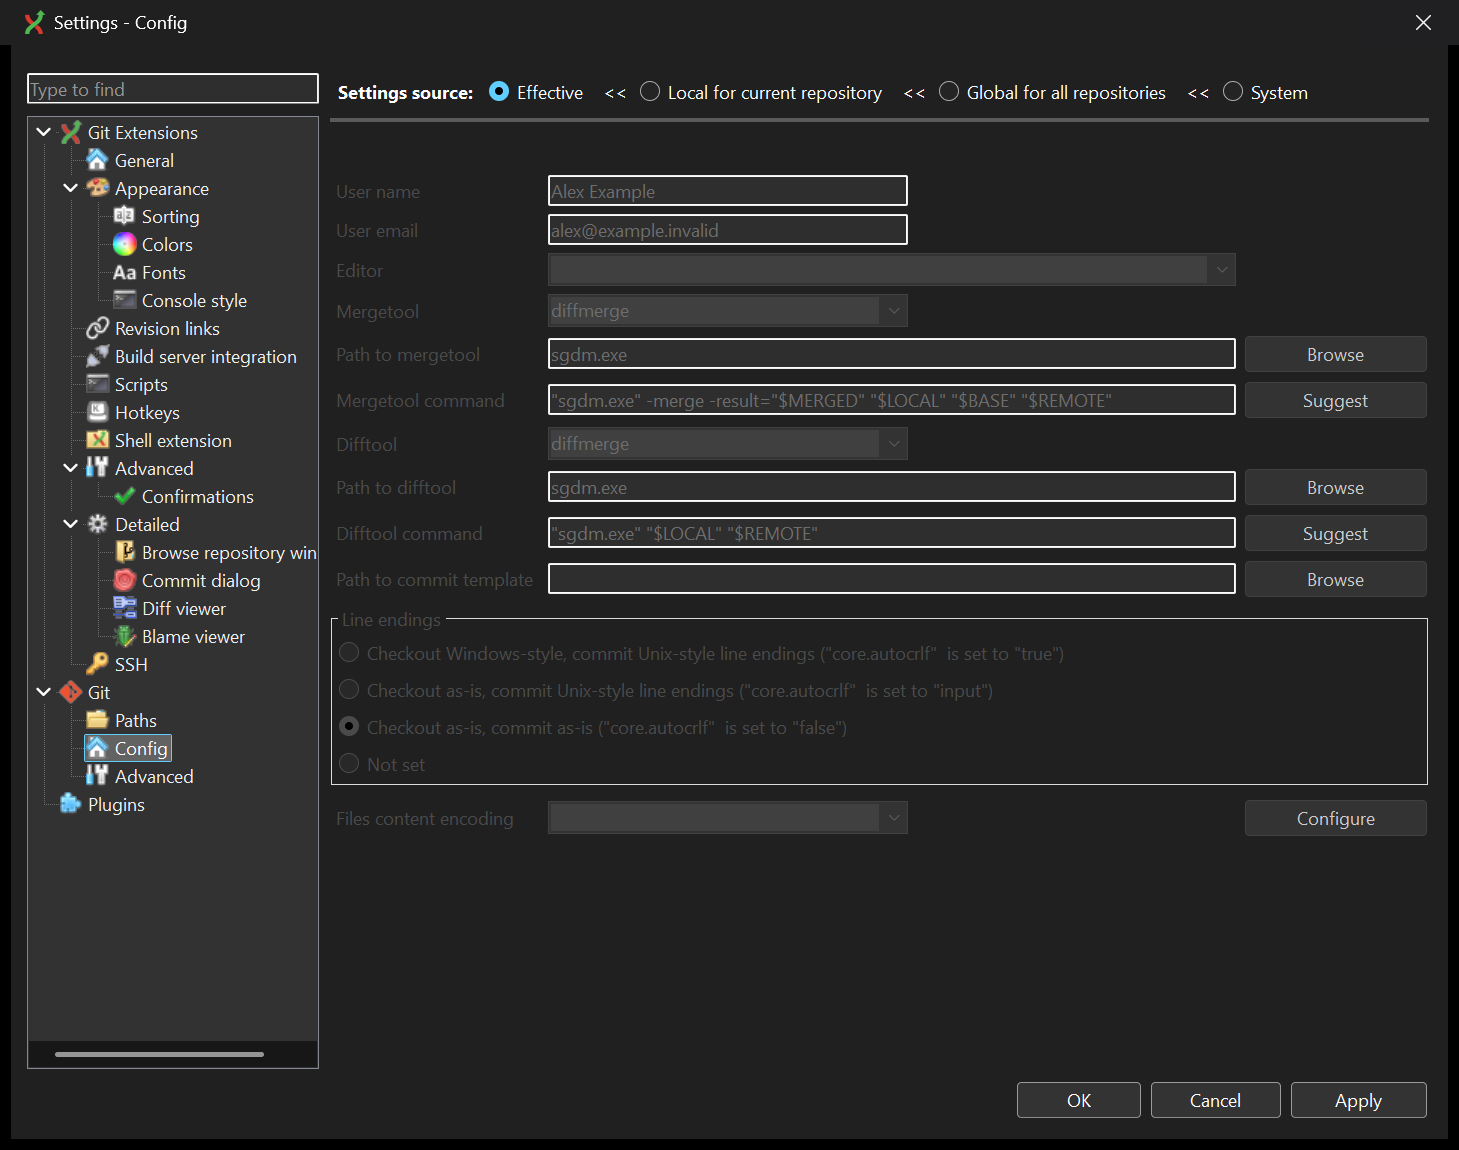 Settings - Config
Type to find
Settings source: Effective << Local for current repository << Global for all repositories << System
Git Extensions
General
Appearance
Sorting
Colors
Aa Fonts
Console style
Revision links
Build server integration
Scripts
Hotkeys
Shell extension
Advanced
Confirmations
Detailed
Browse repository win
Commit dialog
Diff viewer
Blame viewer
SSH
Git
Paths
Config
Advanced
Plugins
User name Alex Example
User email alex@example.invalid
Editor
Mergetool diffmerge
Path to mergetool sgdm.exe Browse
Mergetool command "sgdm.exe" -merge -result="$MERGED" "$LOCAL" "$BASE" "$REMOTE" Suggest
Difftool diffmerge
Path to difftool sgdm.exe Browse
Difftool command "sgdm.exe" "$LOCAL" "$REMOTE" Suggest
Path to commit template Browse
Line endings
Checkout Windows-style, commit Unix-style line endings ("core.autocrlf" is set to "true")
Checkout as-is, commit Unix-style line endings ("core.autocrlf" is set to "input")
Checkout as-is, commit as-is ("core.autocrlf" is set to "false")
Not set
Files content encoding Configure
OK Cancel Apply